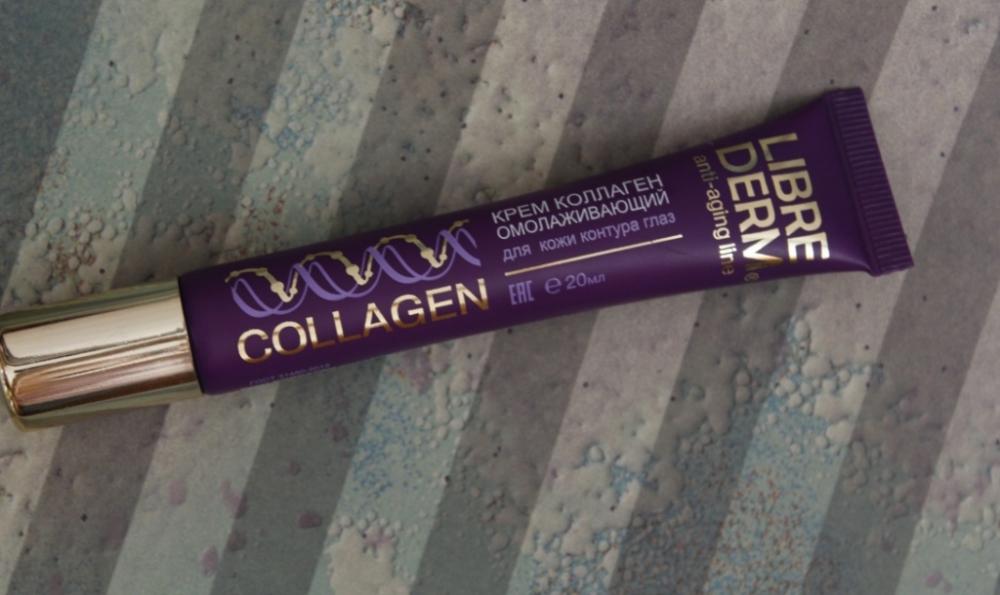 COLLAGEN
КРЕМ КОЛЛАГЕН
ОМОЛАЖИВАЮЩИЙ
для кожи контура глаз
EAC ℮ 20мл
LIBRE
DERM
anti-aging line